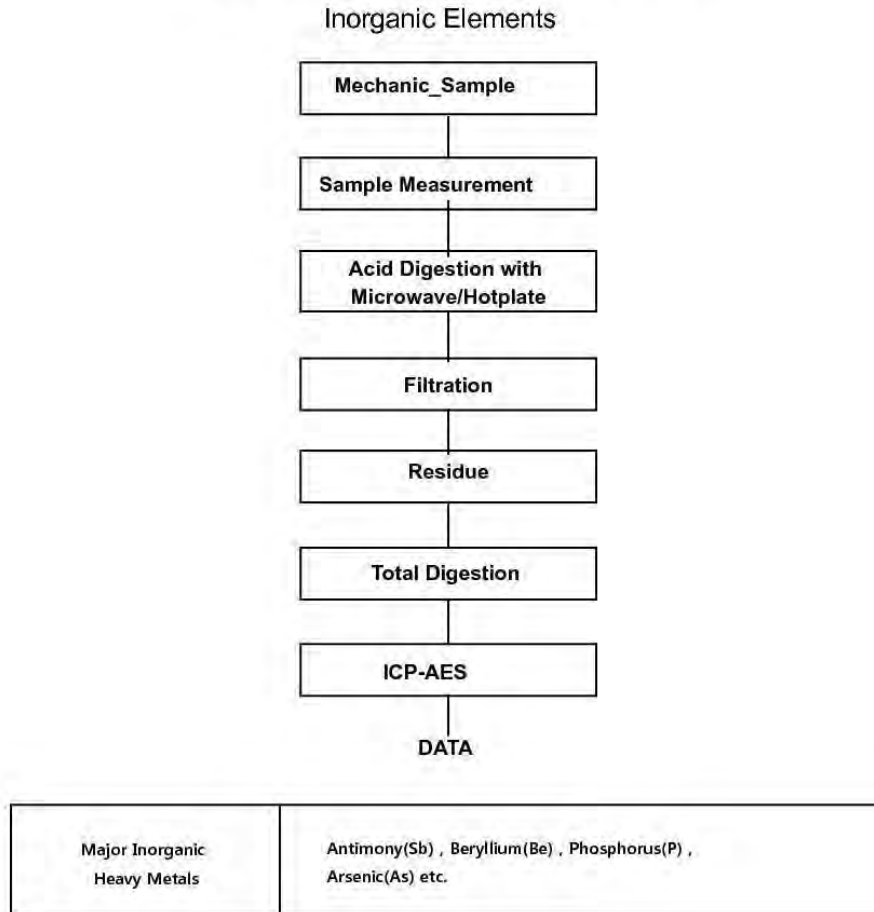 Inorganic Elements
Mechanic_Sample
Sample Measurement
Acid Digestion with
Microwave/Hotplate
Filtration
Residue
Total Digestion
ICP-AES
DATA
Major Inorganic
Heavy Metals
Antimony(Sb) , Beryllium(Be) , Phosphorus(P) ,
Arsenic(As) etc.